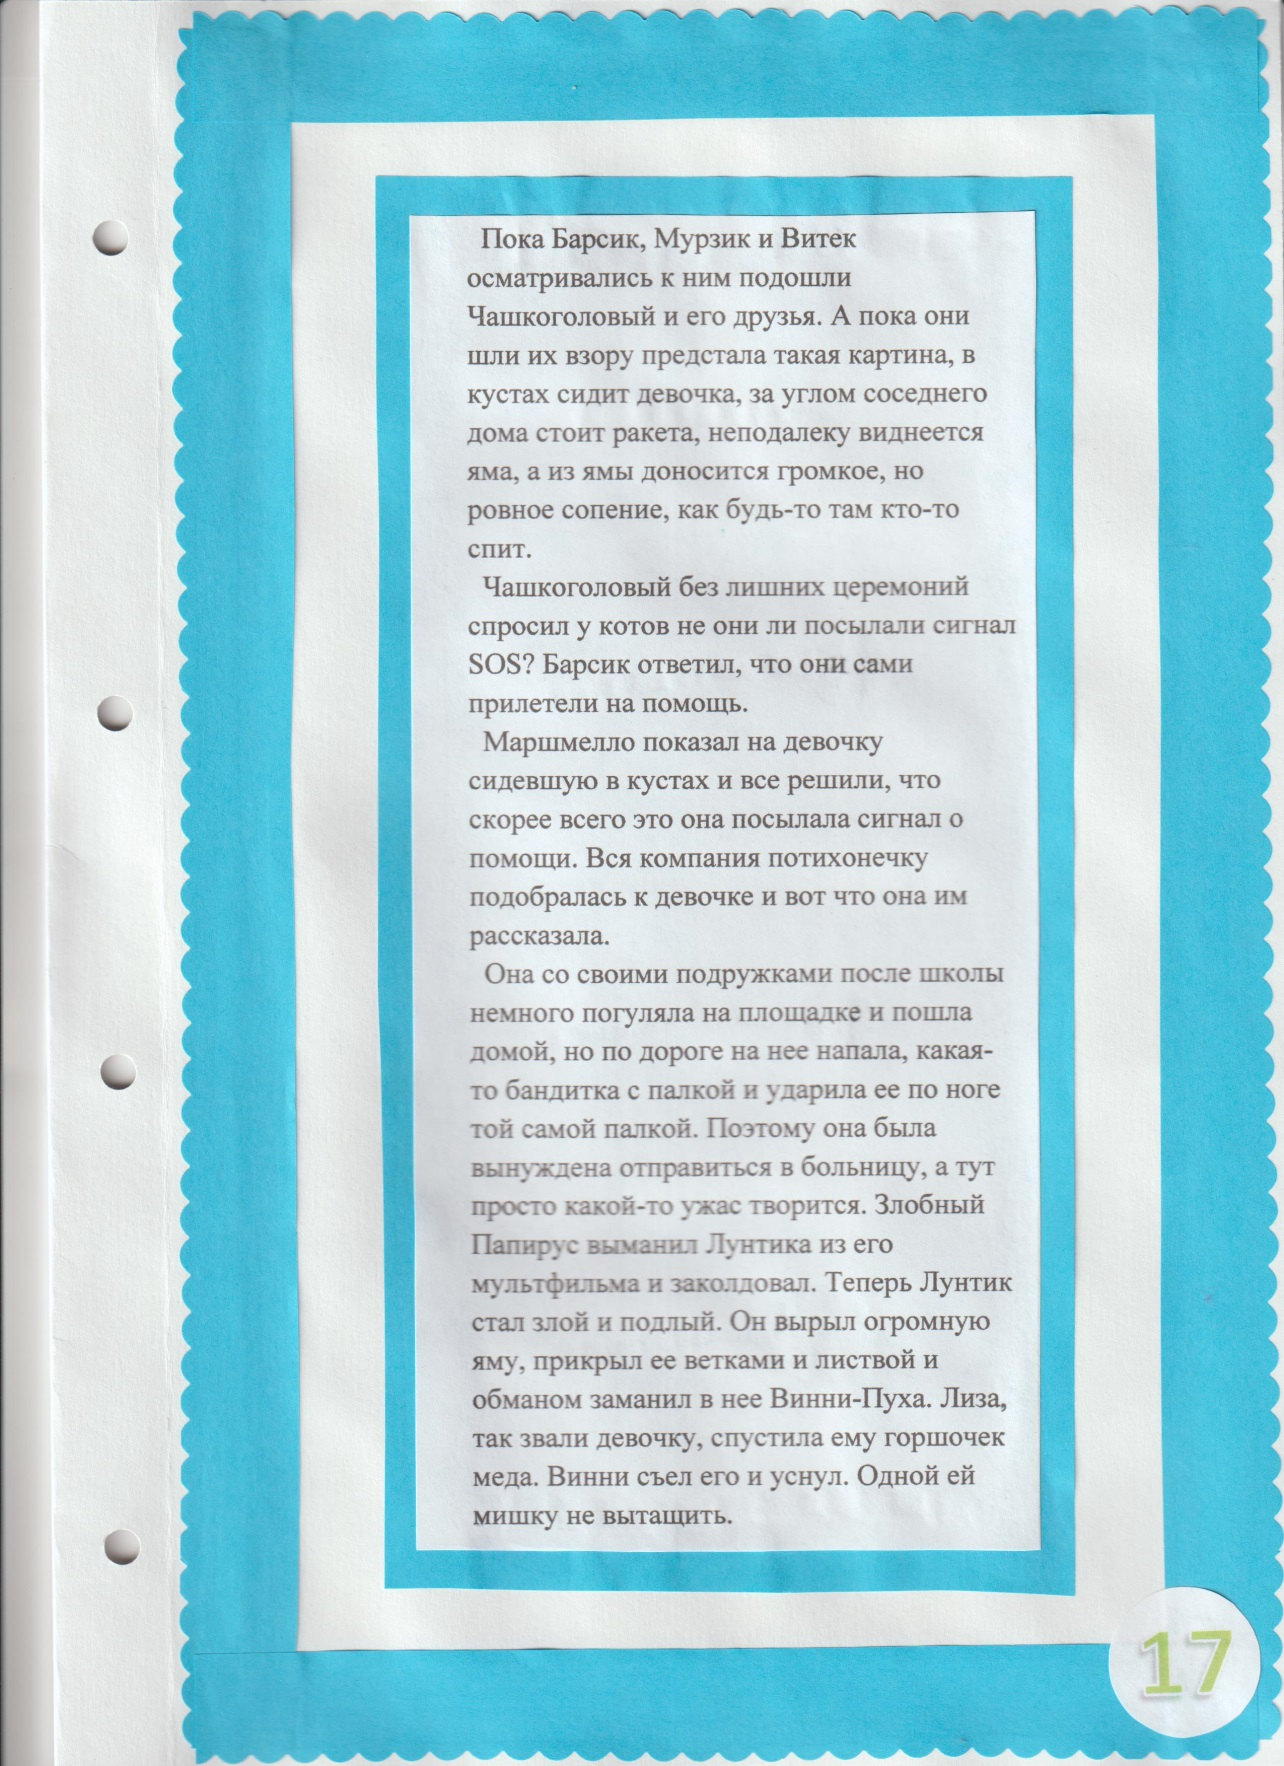 Пока Барсик, Мурзик и Витек
осматривались к ним подошли
Чашкоголовый и его друзья. А пока они
шли их взору предстала такая картина, в
кустах сидит девочка, за углом соседнего
дома стоит ракета, неподалеку виднеется
яма, а из ямы доносится громкое, но
ровное сопение, как будь-то там кто-то
спит.
Чашкоголовый без лишних церемоний
спросил у котов не они ли посылали сигнал
SOS? Барсик ответил, что они сами
прилетели на помощь.
Маршмелло показал на девочку
сидевшую в кустах и все решили, что
скорее всего это она посылала сигнал о
помощи. Вся компания потихонечку
подобралась к девочке и вот что она им
рассказала.
Она со своими подружками после школы
немного погуляла на площадке и пошла
домой, но по дороге на нее напала, какая-
то бандитка с палкой и ударила ее по ноге
той самой палкой. Поэтому она была
вынуждена отправиться в больницу, а тут
просто какой-то ужас творится. Злобный
Папирус выманил Лунтика из его
мультфильма и заколдовал. Теперь Лунтик
стал злой и подлый. Он вырыл огромную
яму, прикрыл ее ветками и листвой и
обманом заманил в нее Винни-Пуха. Лиза,
так звали девочку, спустила ему горшочек
меда. Винни съел его и уснул. Одной ей
мишку не вытащить.
17